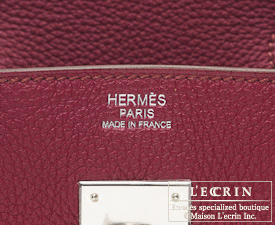 HERMÈS
PARIS
MADE IN FRANCE
L'ECRIN
Hermes specialized boutique
©Maison L'ecrin Inc.